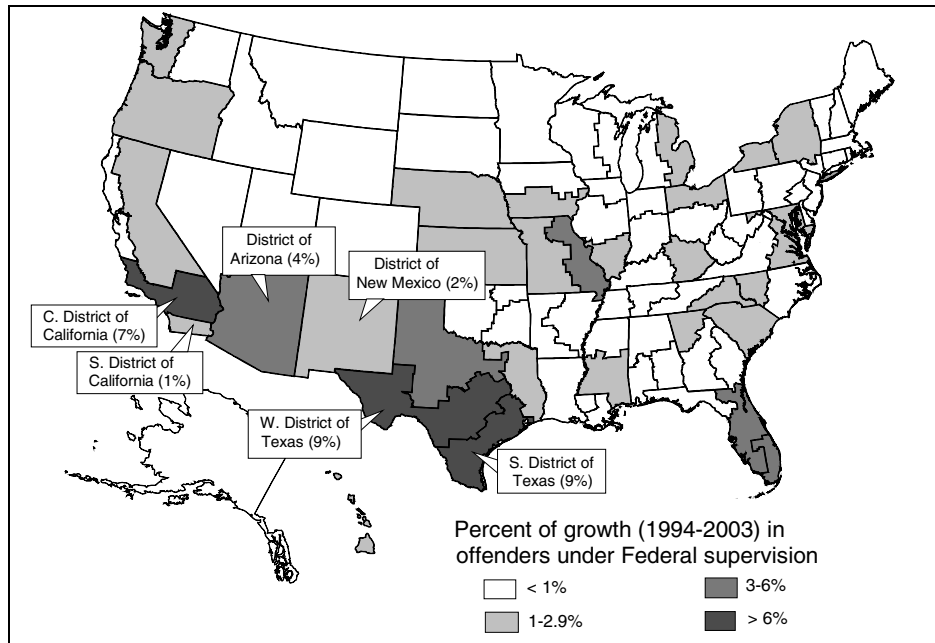 District of
Arizona (4%)
District of
New Mexico (2%)
C. District of
California (7%)
S. District of
California (1%)
W. District of
Texas (9%)
S. District of
Texas (9%)
Percent of growth (1994-2003) in
offenders under Federal supervision
< 1%
3-6%
1-2.9%
> 6%